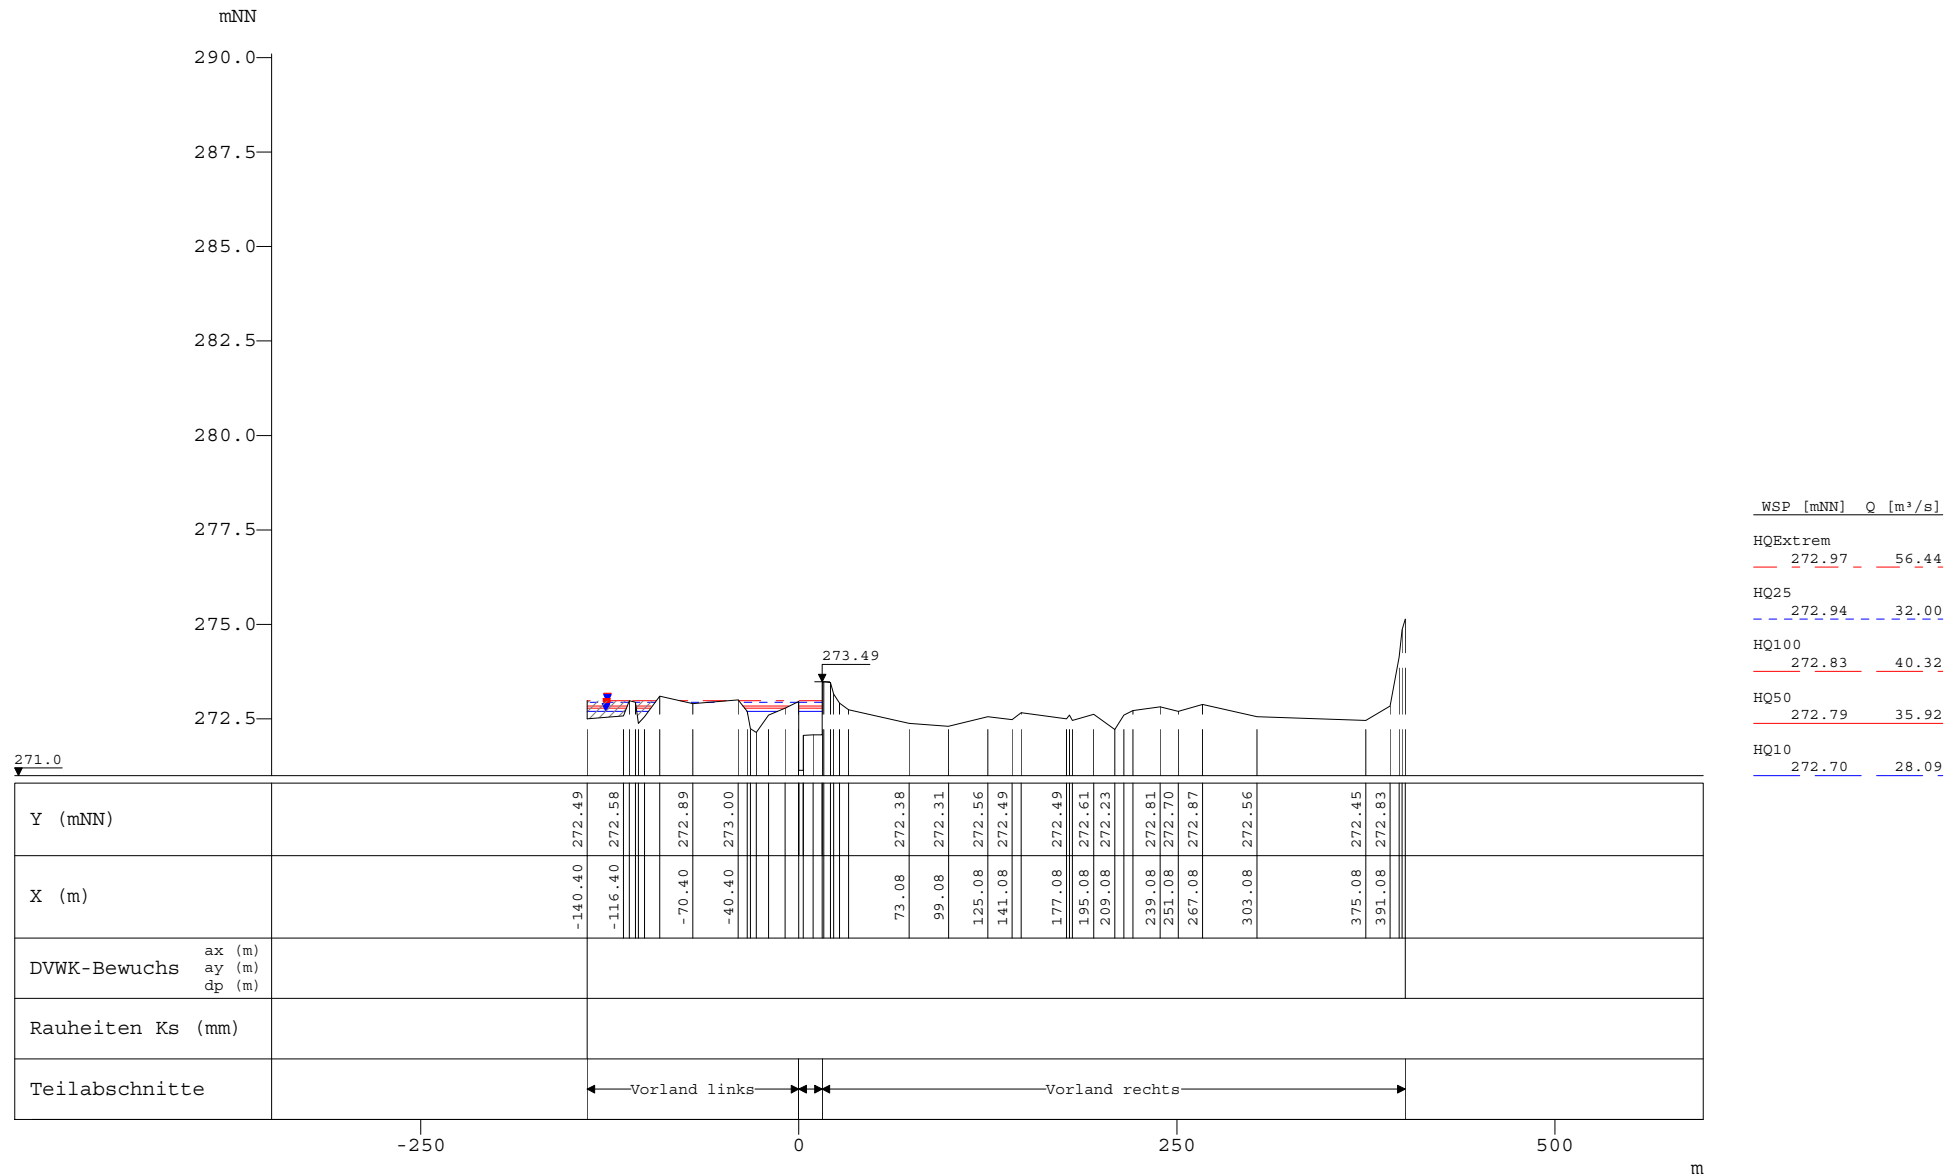 mNN
290.0
287.5
285.0
282.5
280.0
277.5
275.0
272.5
273.49
271.0
WSP [mNN] Q [m³/s]
HQExtrem
272.97 56.44
HQ25
272.94 32.00
HQ100
272.83 40.32
HQ50
272.79 35.92
HQ10
272.70 28.09
Y (mNN) 272.49 272.58 272.89 273.00 272.38 272.31 272.56 272.49 272.49 272.61 272.23 272.81 272.70 272.87 272.56 272.45 272.83
X (m) -140.40 -116.40 -70.40 -40.40 73.08 99.08 125.08 141.08 177.08 195.08 209.08 239.08 251.08 267.08 303.08 375.08 391.08
DVWK-Bewuchs
ax (m)
ay (m)
dp (m)
Rauheiten Ks (mm)
Teilabschnitte Vorland links Vorland rechts
-250 0 250 500
m